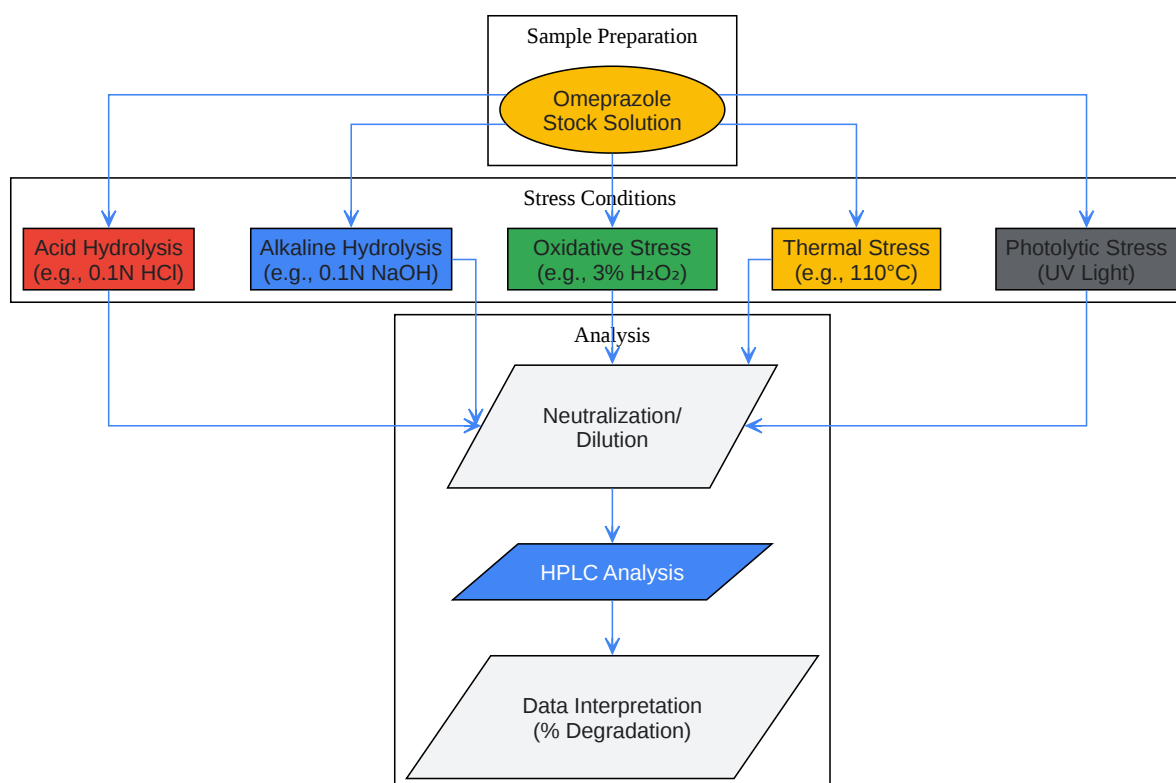 Sample Preparation
Omeprazole
Stock Solution
Stress Conditions
Acid Hydrolysis
(e.g., 0.1N HCl)
Alkaline Hydrolysis
(e.g., 0.1N NaOH)
Oxidative Stress
(e.g., 3% H₂O₂)
Thermal Stress
(e.g., 110°C)
Photolytic Stress
(UV Light)
Analysis
Neutralization/
Dilution
HPLC Analysis
Data Interpretation
(% Degradation)